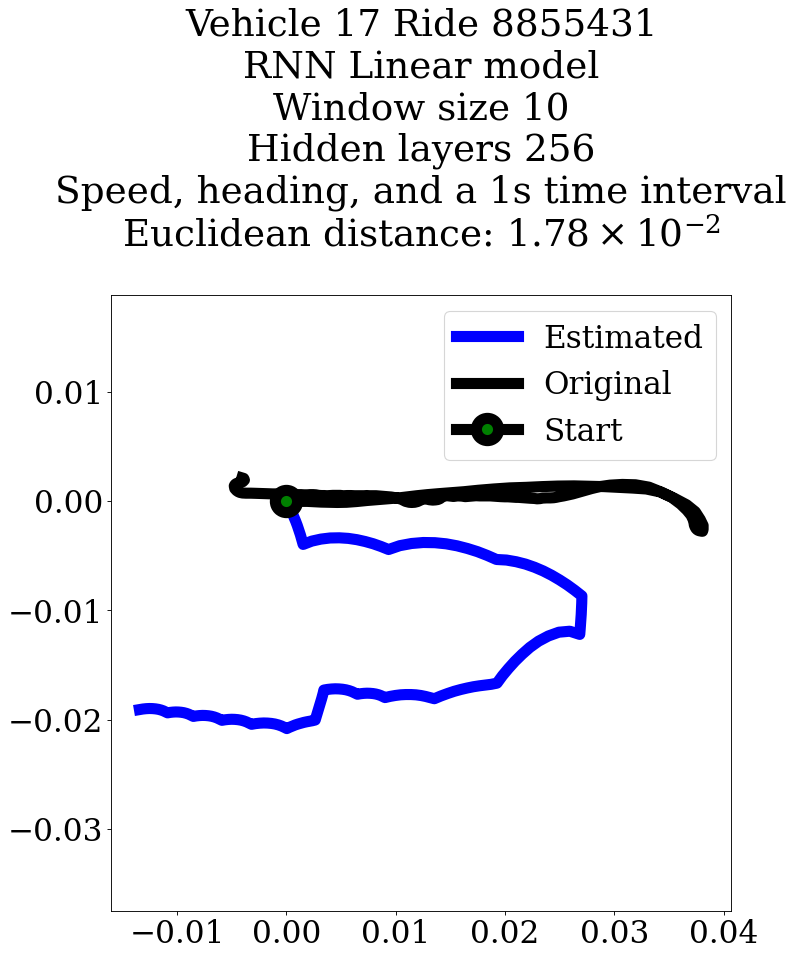 Vehicle 17 Ride 8855431
RNN Linear model
Window size 10
Hidden layers 256
Speed, heading, and a 1s time interval
Euclidean distance: 1.78 × 10⁻²
Estimated
Original
Start
0.01
0.00
−0.01
−0.02
−0.03
−0.01 0.00 0.01 0.02 0.03 0.04